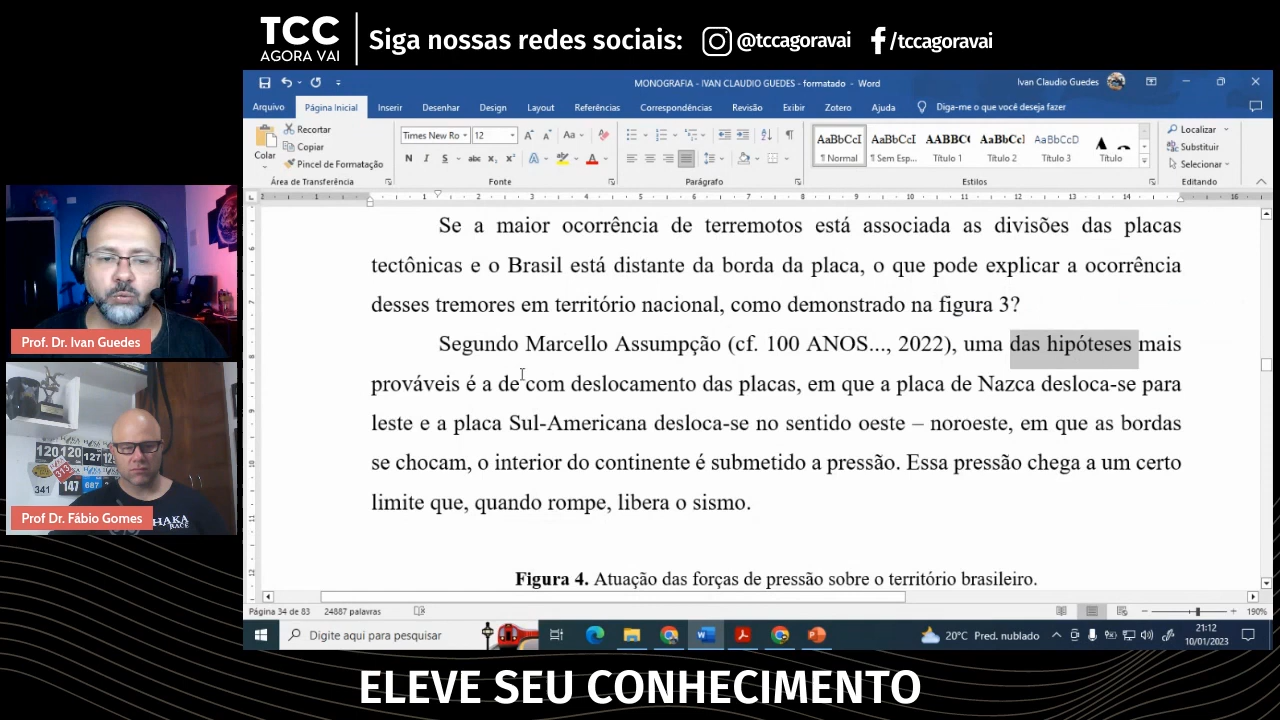 TCC
AGORA VAI
Siga nossas redes sociais:
@tccagoravai
/tccagoravai
MONOGRAFIA - IVAN CLAUDIO GUEDES - formatado - Word
Ivan Claudio Guedes
Arquivo
Página Inicial
Inserir
Desenhar
Design
Layout
Referências
Correspondências
Revisão
Exibir
Zotero
Ajuda
Diga-me o que você deseja fazer
Colar
Recortar
Copiar
Pincel de Formatação
Área de Transferência
Times New Ro
12
Fonte
Parágrafo
AaBbCcI
¶ Normal
AaBbCcI
¶ Sem Esp...
AABBC(
Título 1
AaBbCc]
Título 2
AaBbCcD
Título 3
Título
Estilos
Localizar
Substituir
Selecionar
Editando
Se a maior ocorrência de terremotos está associada as divisões das placas
tectônicas e o Brasil está distante da borda da placa, o que pode explicar a ocorrência
desses tremores em território nacional, como demonstrado na figura 3?
Segundo Marcello Assumpção (cf. 100 ANOS..., 2022), uma das hipóteses mais
prováveis é a de com deslocamento das placas, em que a placa de Nazca desloca-se para
leste e a placa Sul-Americana desloca-se no sentido oeste – noroeste, em que as bordas
se chocam, o interior do continente é submetido a pressão. Essa pressão chega a um certo
limite que, quando rompe, libera o sismo.
Figura 4. Atuação das forças de pressão sobre o território brasileiro.
Página 34 de 83
24887 palavras
190%
Digite aqui para pesquisar
20°C Pred. nublado
21:12
10/01/2023
Prof. Dr. Ivan Guedes
120
120
127
313
341
147
687
HAKA
RACE
Prof Dr. Fábio Gomes
ELEVE SEU CONHECIMENTO